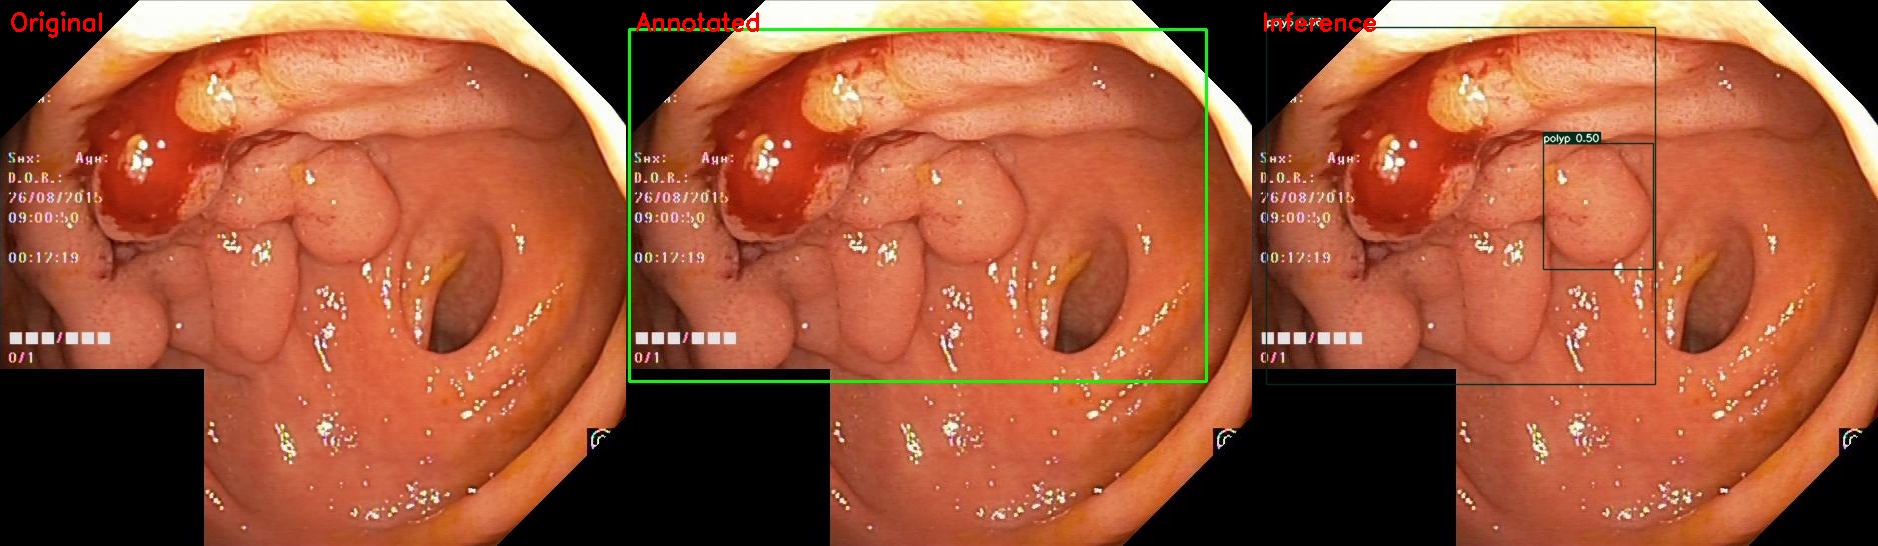 Original
Sex: Age:
D.O.B.:
26/08/2015
09:00:50
00:12:19
0/1
Annotated
Sex: Age:
D.O.B.:
26/08/2015
09:00:50
00:12:19
0/1
Inference
polyp 0.50
Sex: Age:
D.O.B.:
26/08/2015
09:00:50
00:12:19
0/1